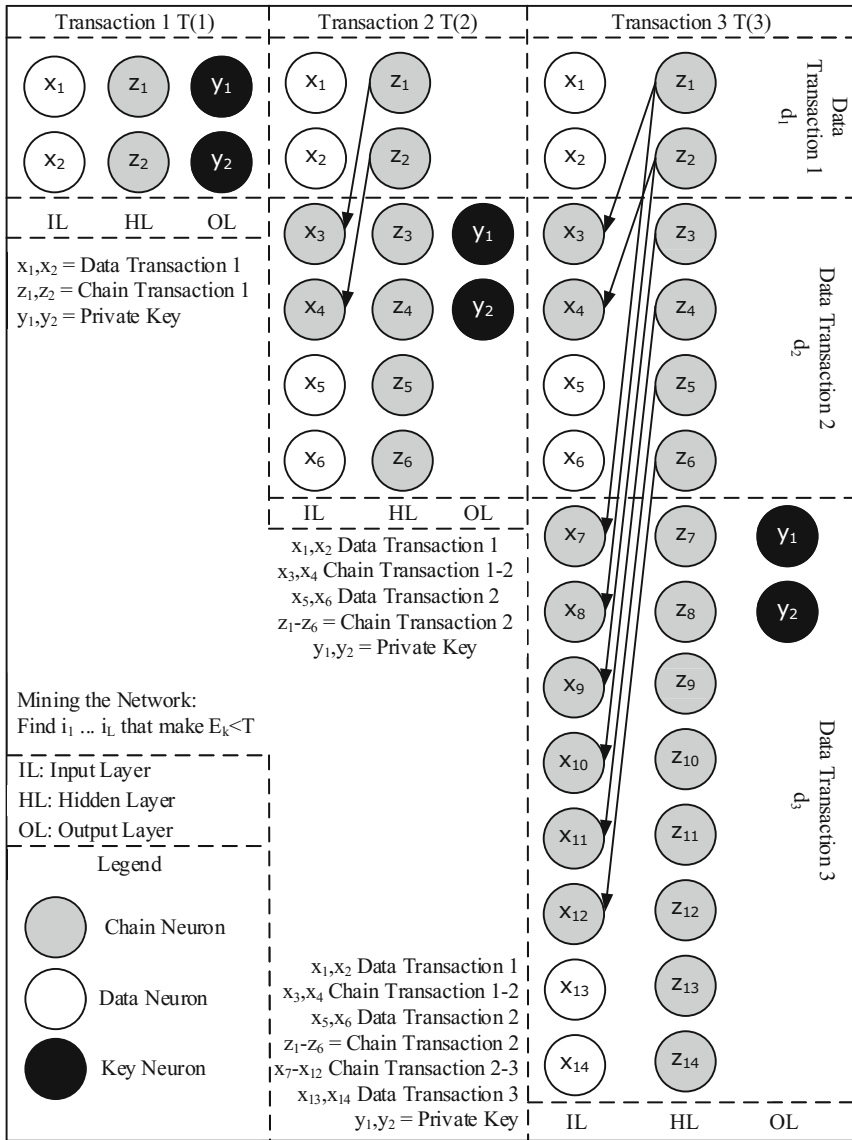 Transaction 1 T(1)
x₁ z₁ y₁
x₂ z₂ y₂
IL HL OL
x₁,x₂ = Data Transaction 1
z₁,z₂ = Chain Transaction 1
y₁,y₂ = Private Key
Mining the Network:
Find i₁ ... i_L that make E_k<T
IL: Input Layer
HL: Hidden Layer
OL: Output Layer
Legend
Chain Neuron
Data Neuron
Key Neuron
Transaction 2 T(2)
x₁ z₁
x₂ z₂
x₃ z₃ y₁
x₄ z₄ y₂
x₅ z₅
x₆ z₆
IL HL OL
x₁,x₂ Data Transaction 1
x₃,x₄ Chain Transaction 1-2
x₅,x₆ Data Transaction 2
z₁-z₆ = Chain Transaction 2
y₁,y₂ = Private Key
x₁,x₂ Data Transaction 1
x₃,x₄ Chain Transaction 1-2
x₅,x₆ Data Transaction 2
z₁-z₆ = Chain Transaction 2
x₇-x₁₂ Chain Transaction 2-3
x₁₃,x₁₄ Data Transaction 3
y₁,y₂ = Private Key
Transaction 3 T(3)
x₁ z₁
x₂ z₂
x₃ z₃
x₄ z₄
x₅ z₅
x₆ z₆
x₇ z₇ y₁
x₈ z₈ y₂
x₉ z₉
x₁₀ z₁₀
x₁₁ z₁₁
x₁₂ z₁₂
x₁₃ z₁₃
x₁₄ z₁₄
IL HL OL
Data
Transaction 1
d₁
Data Transaction 2
d₂
Data Transaction 3
d₃